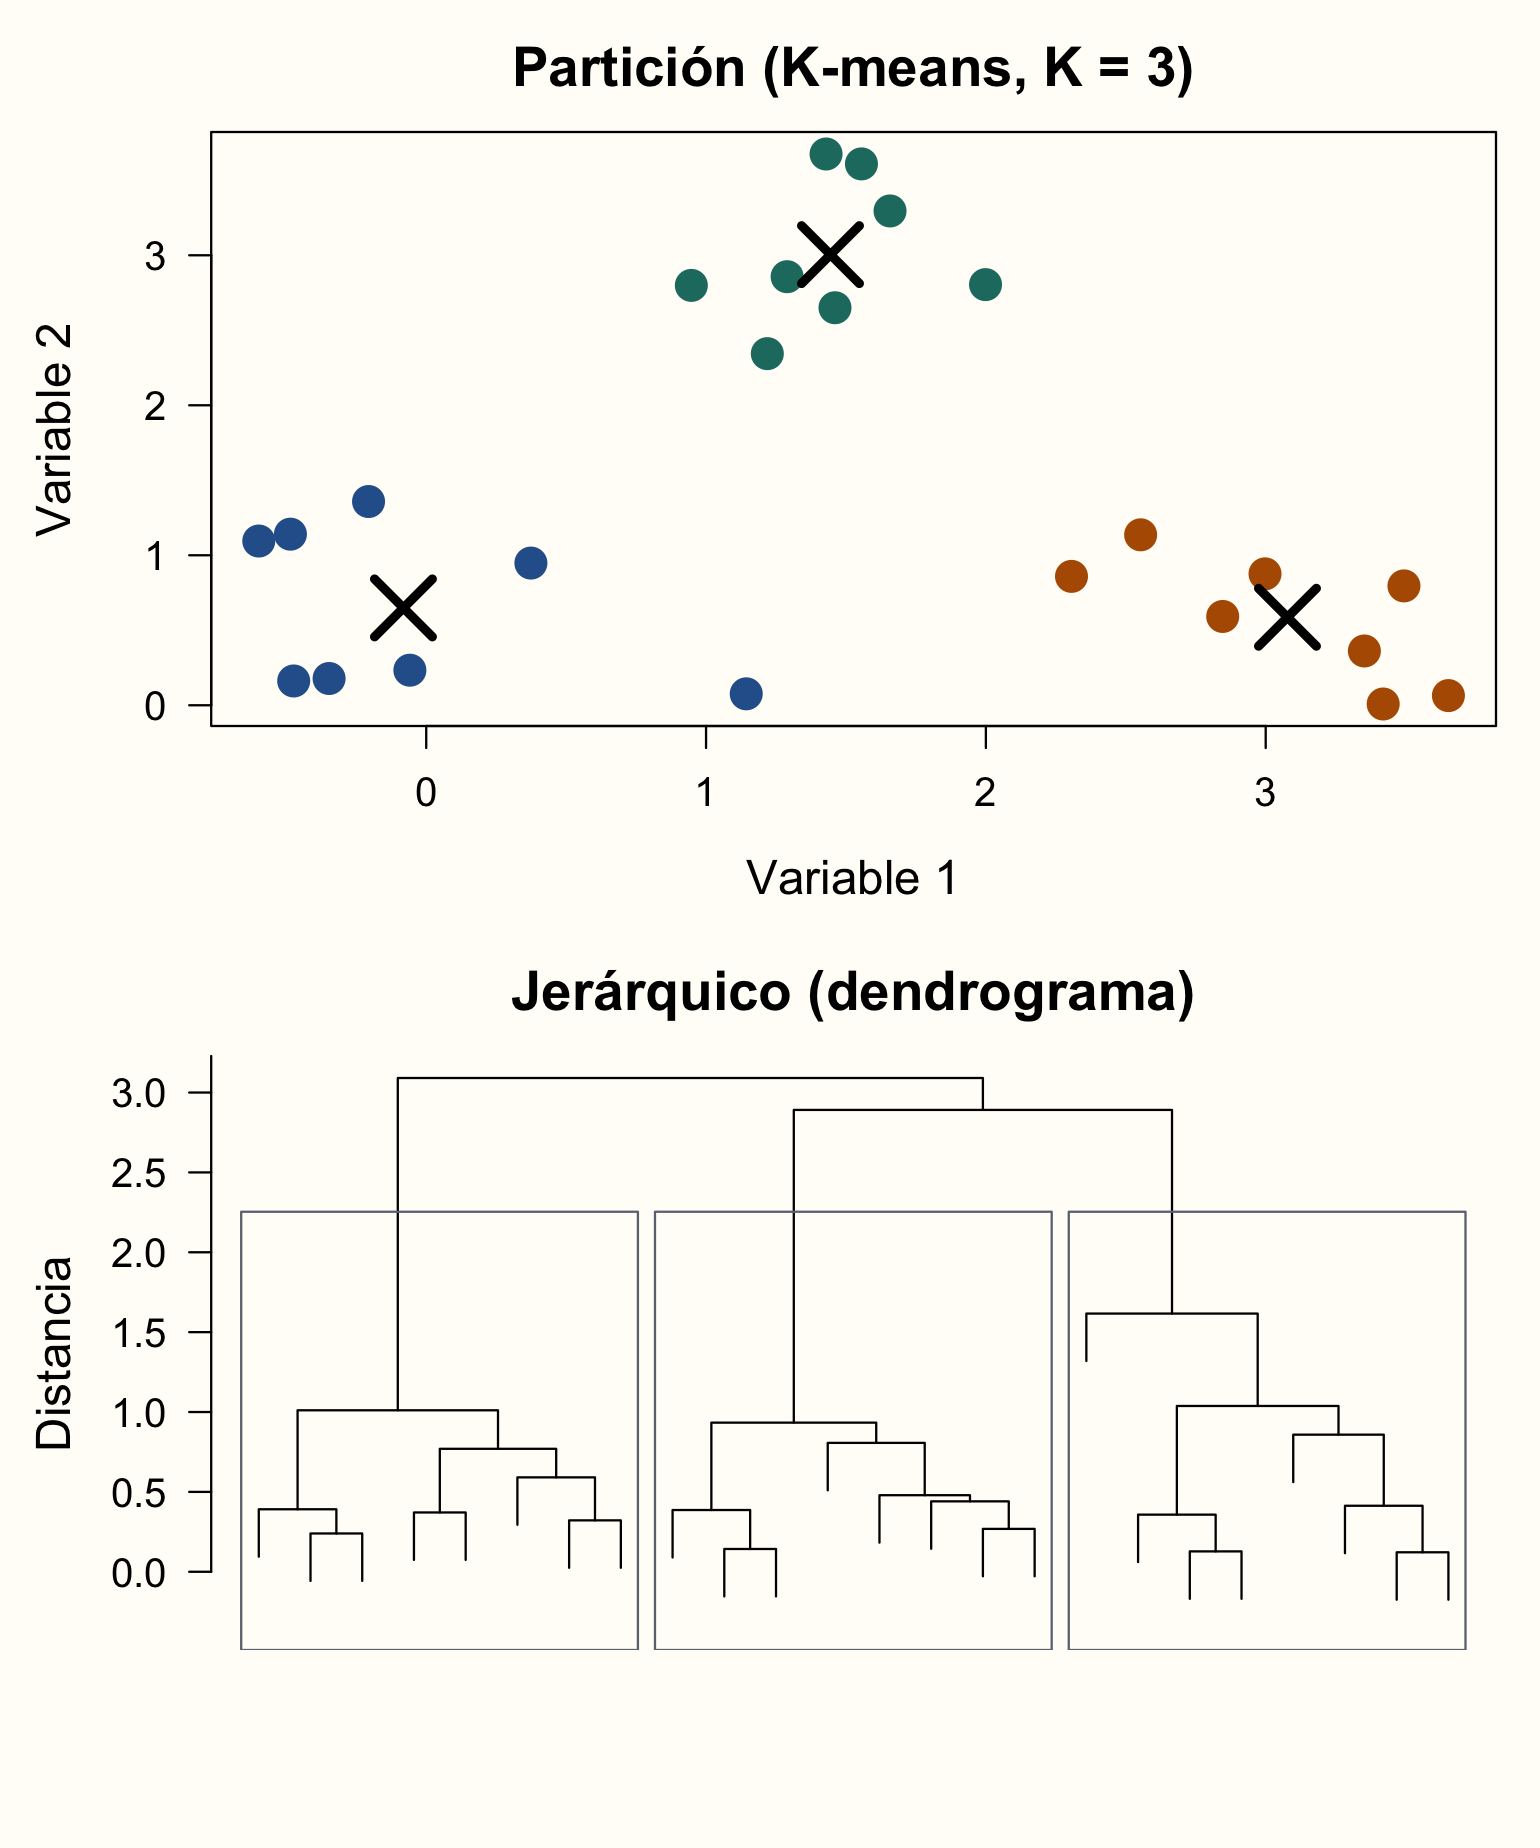 Partición (K-means, K = 3)
3
2
1
0
Variable 2
0 1 2 3
Variable 1
Jerárquico (dendrograma)
3.0
2.5
2.0
1.5
1.0
0.5
0.0
Distancia